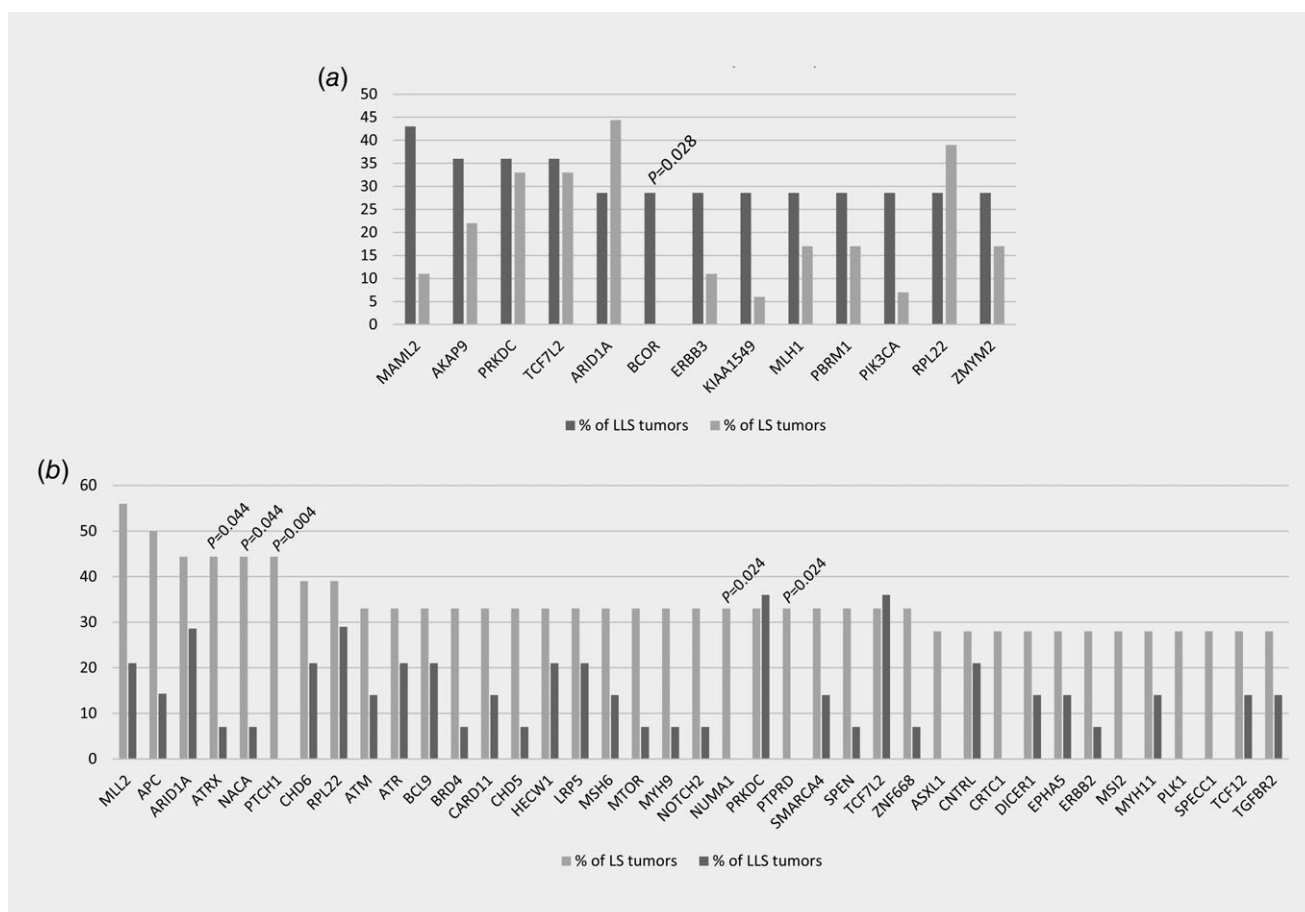 (a)
50
45
40
35
30
25
20
15
10
5
0
P=0.028
MAML2
AKAP9
PRKDC
TCF7L2
ARID1A
BCOR
ERBB3
KIAA1549
MLH1
PBRM1
PIK3CA
RPL22
ZMYM2
% of LLS tumors % of LS tumors
(b)
60
50
40
30
20
10
0
P=0.044
P=0.044
P=0.004
P=0.024
P=0.024
MLL2
APC
ARID1A
ATRX
NACA
PTCH1
CHD6
RPL22
ATM
ATR
BCL9
BRD4
CARD11
CHD5
HECW1
LRP5
MSH6
MTOR
MYH9
NOTCH2
NUMA1
PRKDC
PTPRD
SMARCA4
SPEN
TCF7L2
ZNF668
ASXL1
CNTRL
CRTC1
DICER1
EPHA5
ERBB2
MSI2
MYH11
PLK1
SPECC1
TCF12
TGFBR2
% of LS tumors % of LLS tumors